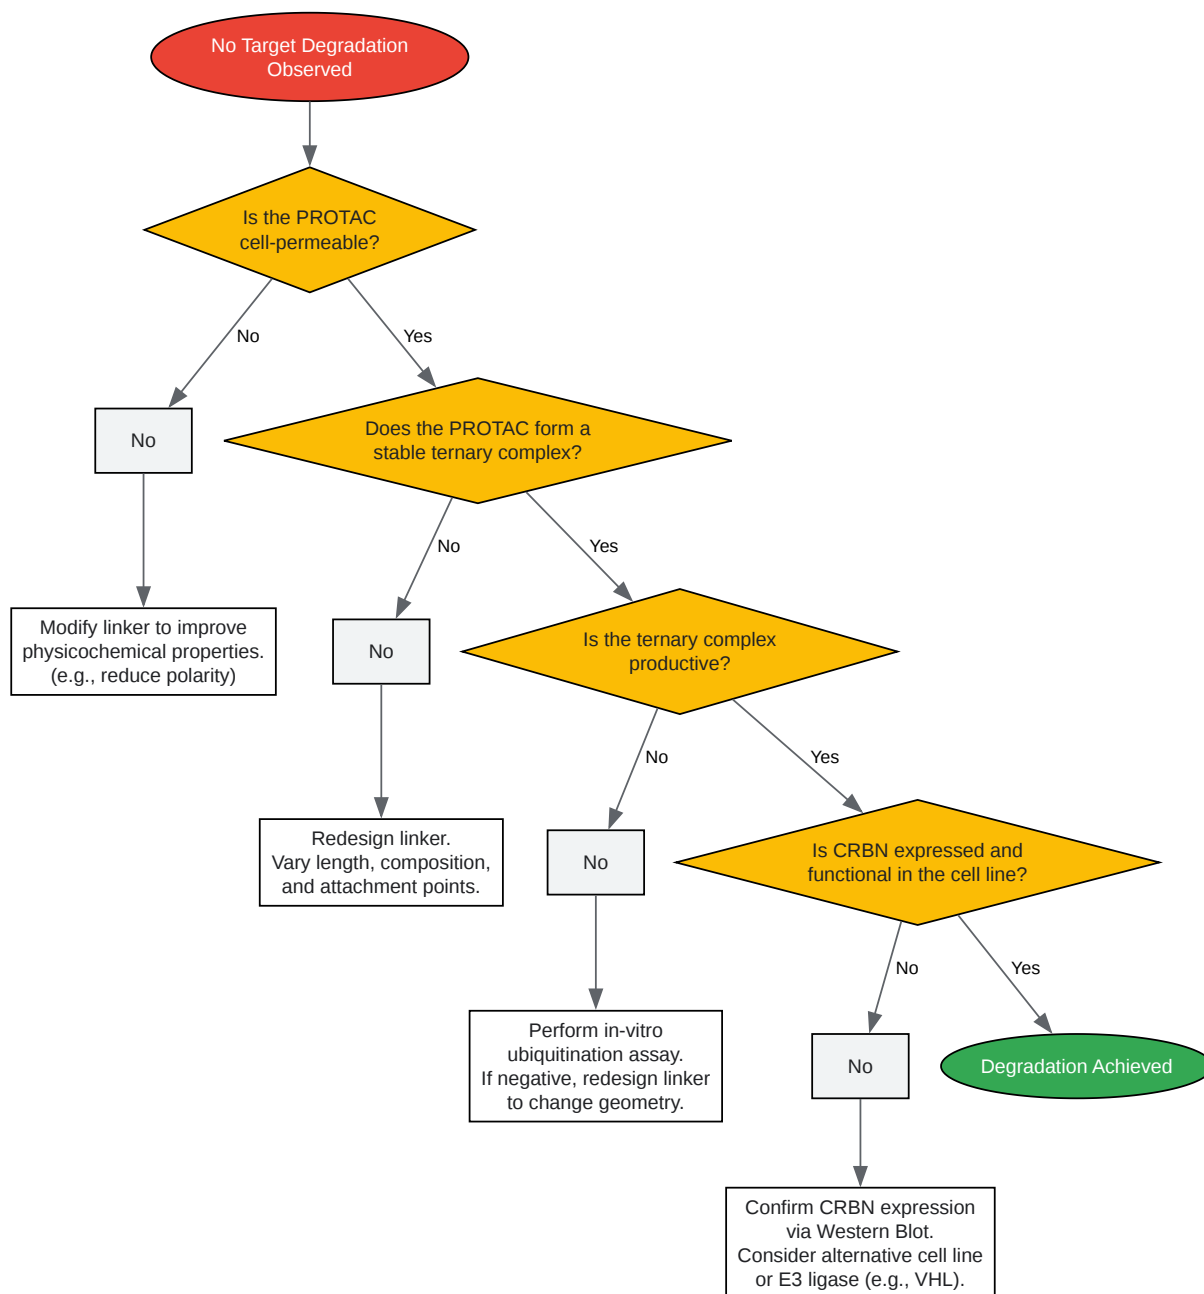 No Target Degradation
Observed
Is the PROTAC
cell-permeable?
No
Yes
No
Does the PROTAC form a
stable ternary complex?
No
Yes
Modify linker to improve
physicochemical properties.
(e.g., reduce polarity)
No
Is the ternary complex
productive?
No
Yes
Redesign linker.
Vary length, composition,
and attachment points.
No
Is CRBN expressed and
functional in the cell line?
No
Yes
Perform in-vitro
ubiquitination assay.
If negative, redesign linker
to change geometry.
No
Degradation Achieved
Confirm CRBN expression
via Western Blot.
Consider alternative cell line
or E3 ligase (e.g., VHL).